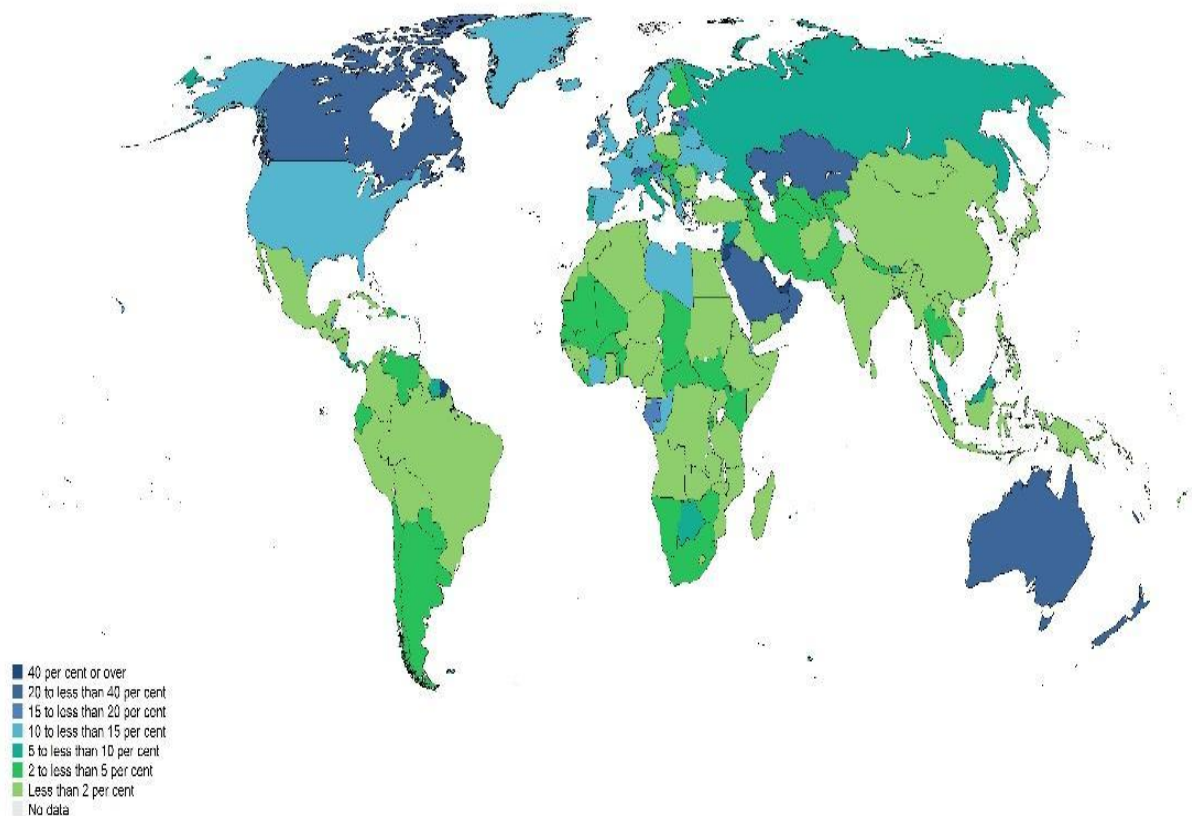 40 per cent or over
20 to less than 40 per cent
15 to less than 20 per cent
10 to less than 15 per cent
5 to less than 10 per cent
2 to less than 5 per cent
Less than 2 per cent
No data